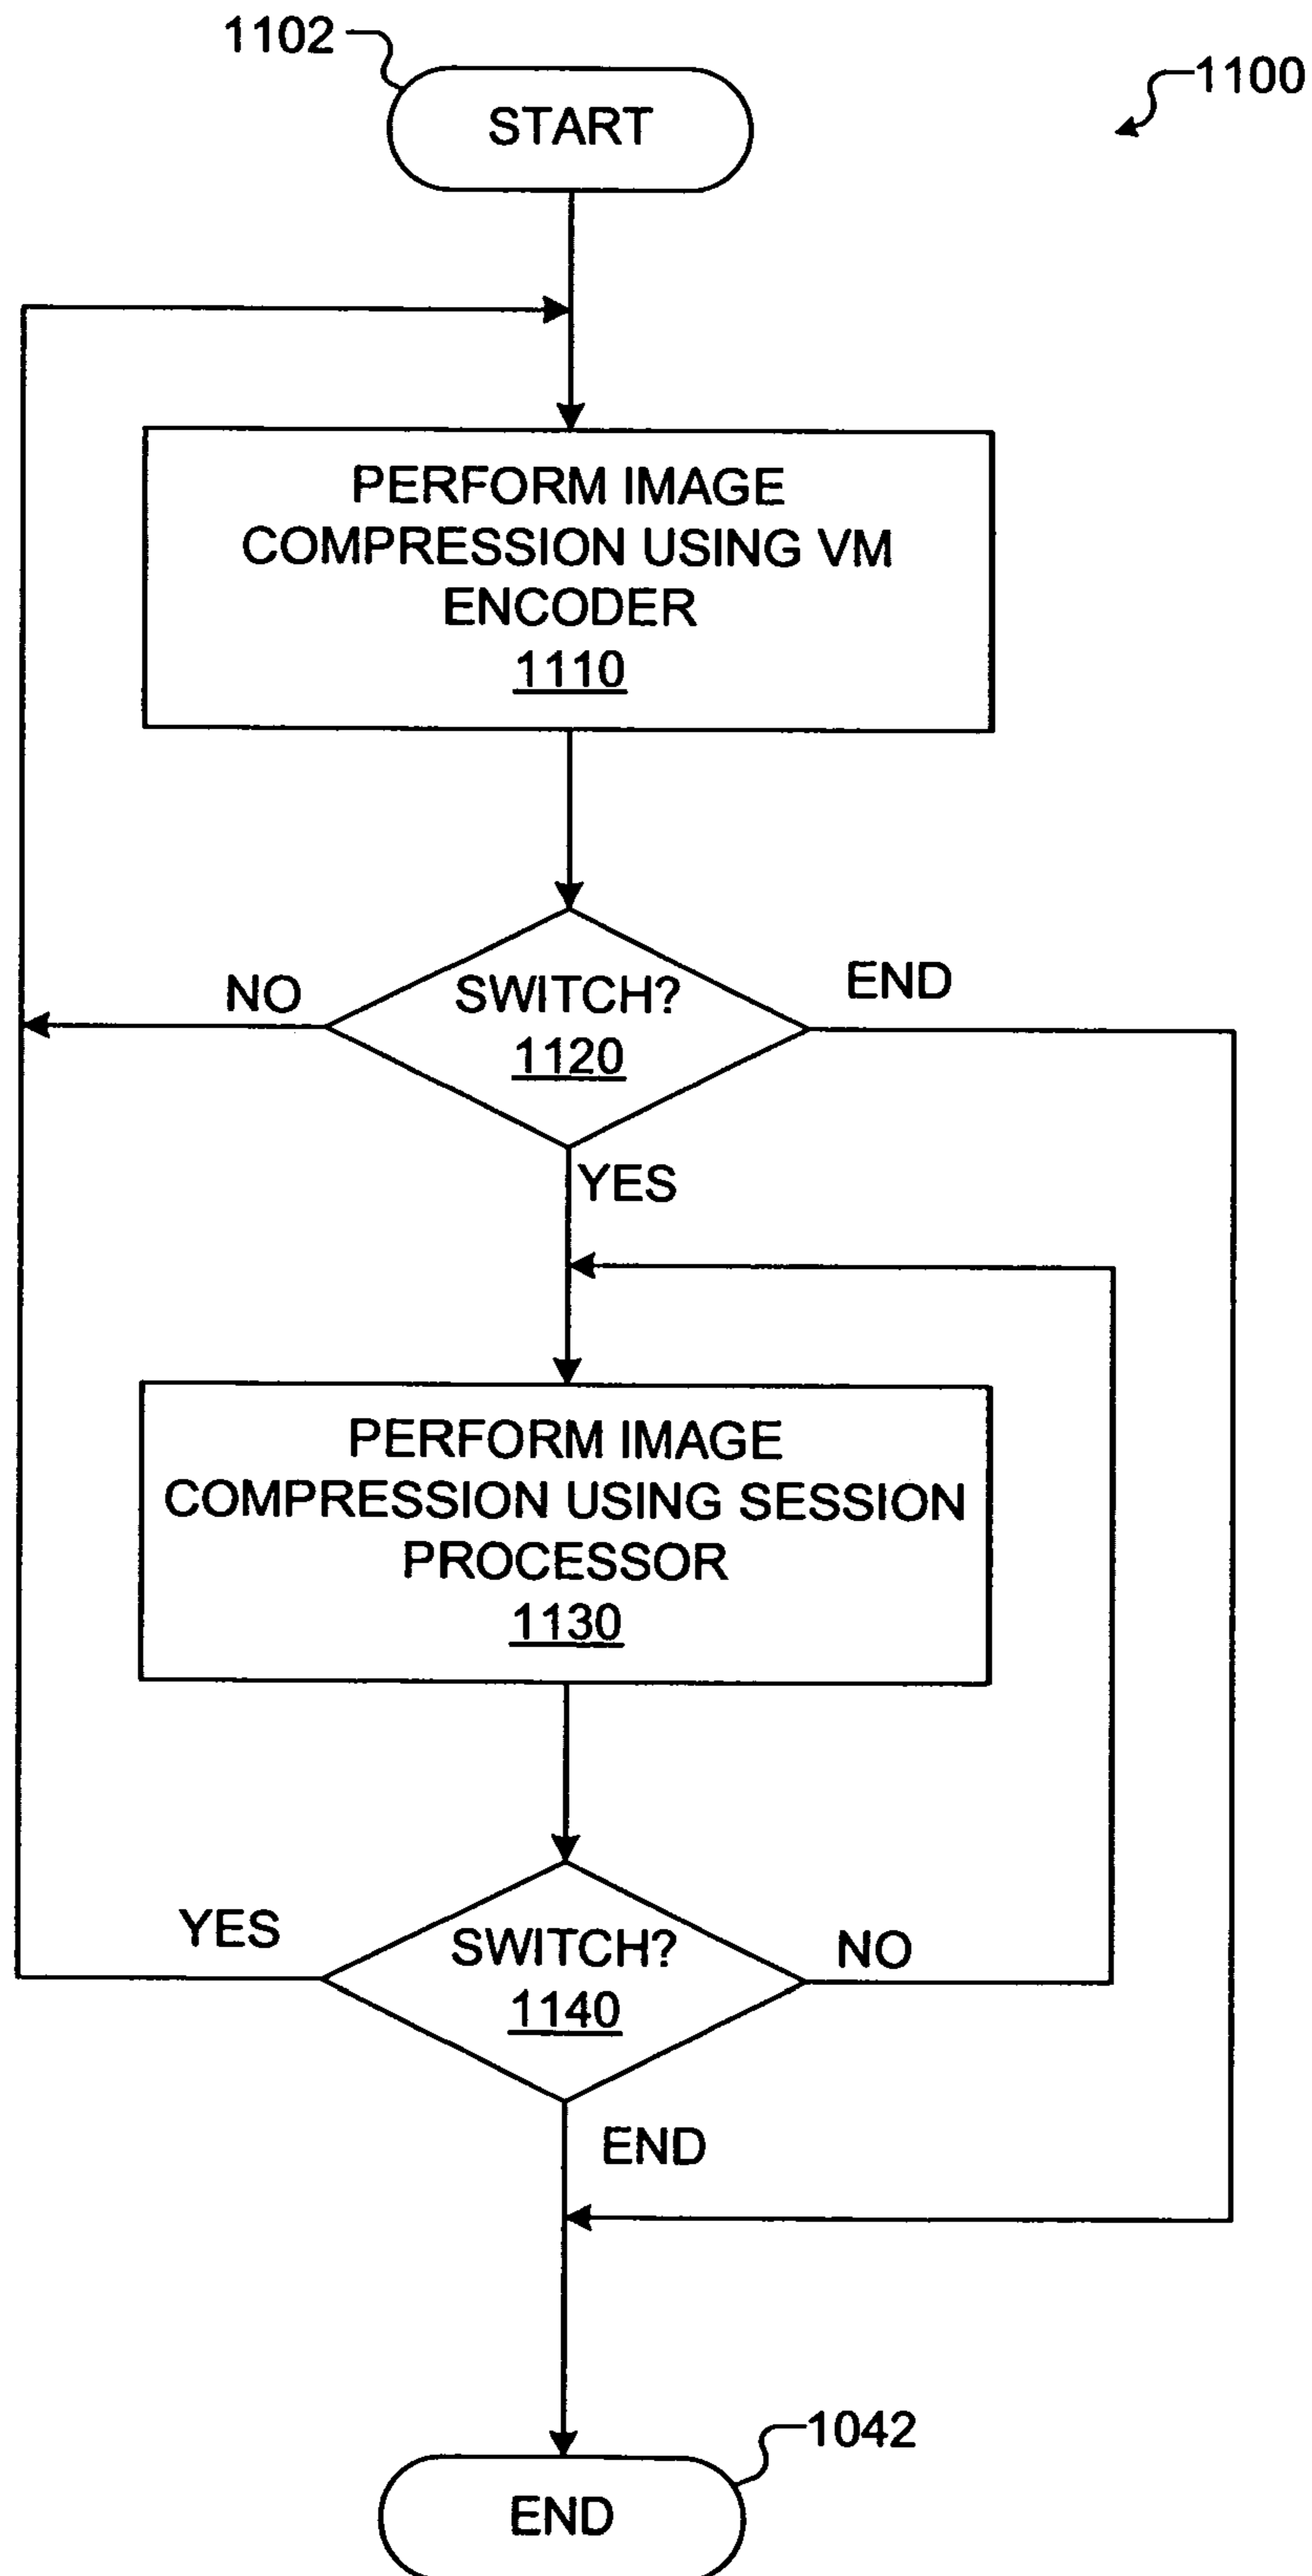 1102
1100
START
PERFORM IMAGE
COMPRESSION USING VM
ENCODER
1110
NO
SWITCH?
1120
END
YES
PERFORM IMAGE
COMPRESSION USING SESSION
PROCESSOR
1130
YES
SWITCH?
1140
NO
END
1042
END